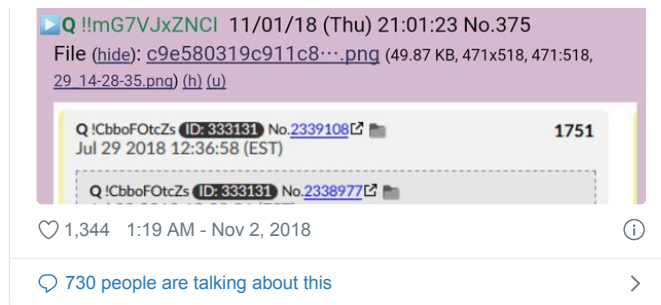 Q !!mG7VJxZNCI 11/01/18 (Thu) 21:01:23 No.375
File (hide): c9e580319c911c8⋯.png (49.87 KB, 471x518, 471:518,
29_14-28-35.png) (h) (u)
Q !CbboFOtcZs ID: 333131 No.2339108 1751
Jul 29 2018 12:36:58 (EST)
Q !CbboFOtcZs ID: 333131 No.2338977
1,344 1:19 AM - Nov 2, 2018
730 people are talking about this